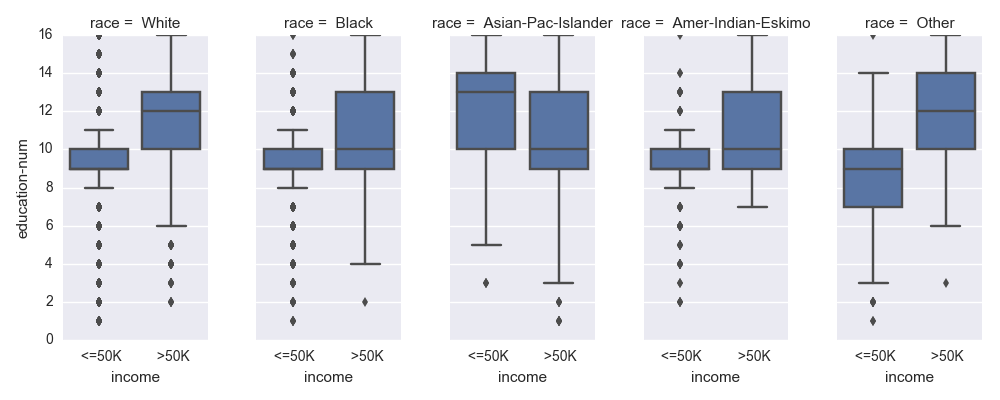 race =  White
race =  Black
race =  Asian-Pac-Islander
race =  Amer-Indian-Eskimo
race =  Other
education-num
16
14
12
10
8
6
4
2
0
<=50K >50K
<=50K >50K
<=50K >50K
<=50K >50K
<=50K >50K
income
income
income
income
income